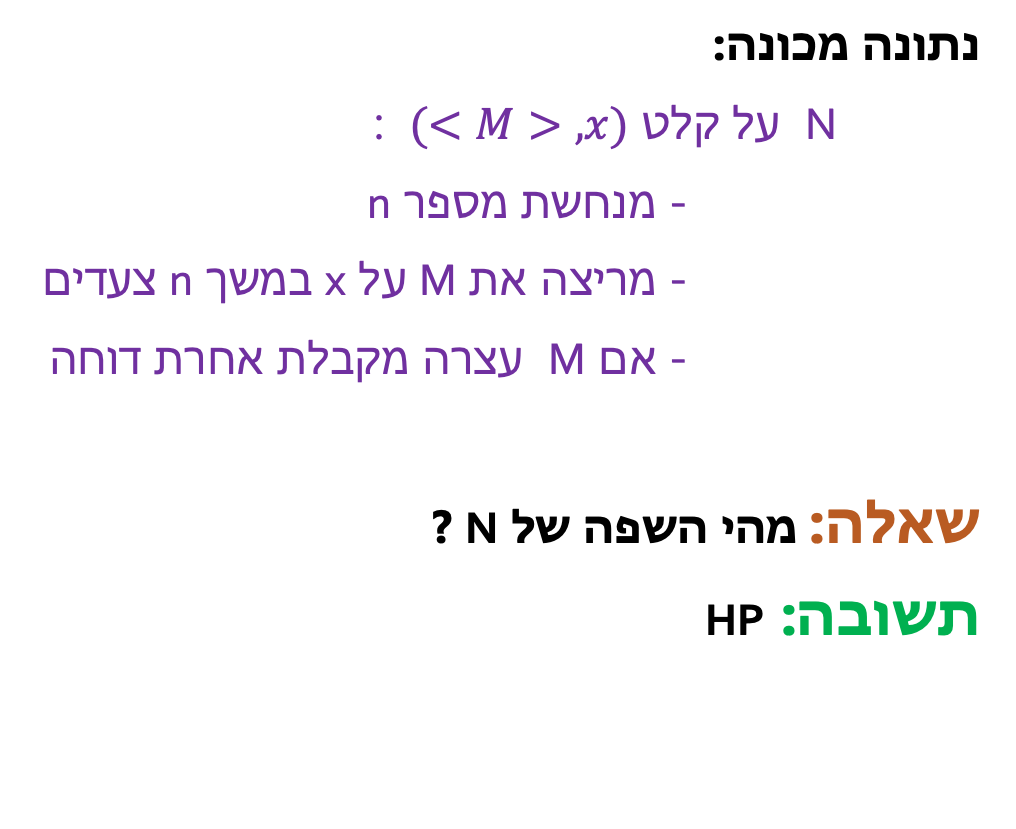 נתונה מכונה:
N על קלט (<M>,x) :
- מנחשת מספר n
- מריצה את M על x במשך n צעדים
- אם M עצרה מקבלת אחרת דוחה
שאלה: מהי השפה של N ?
תשובה: HP